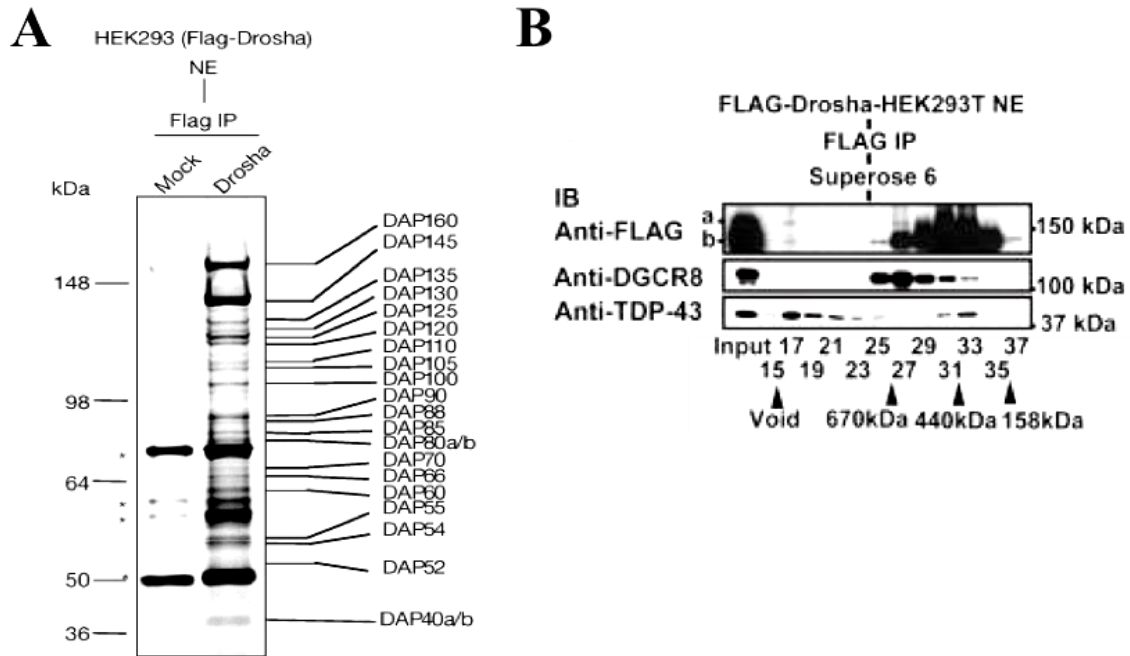 A
HEK293 (Flag-Drosha)
NE
Flag IP
Mock
Drosha
kDa
148
98
64
50
36
*
*
*
*
DAP160
DAP145
DAP135
DAP130
DAP125
DAP120
DAP110
DAP105
DAP100
DAP90
DAP88
DAP85
DAP80a/b
DAP70
DAP66
DAP60
DAP55
DAP54
DAP52
DAP40a/b
B
FLAG-Drosha-HEK293T NE
FLAG IP
Superose 6
IB
Anti-FLAG
a
b
150 kDa
Anti-DGCR8
100 kDa
Anti-TDP-43
37 kDa
Input 17 21 25 29 33 37
15 19 23 27 31 35
Void 670kDa 440kDa 158kDa